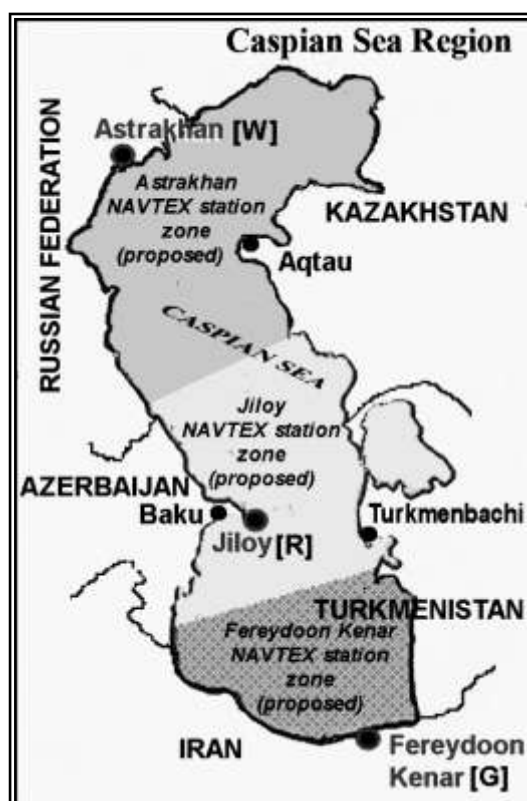 Caspian Sea Region
Astrakhan [W]
Astrakhan
NAVTEX station
zone
(proposed)
RUSSIAN FEDERATION
KAZAKHSTAN
Aqtau
CASPIAN SEA
Jiloy
NAVTEX station
zone
(proposed)
AZERBAIJAN
Baku
Jiloy [R]
Turkmenbachi
TURKMENISTAN
Fereydoon Kenar
NAVTEX station
zone
(proposed)
IRAN
Fereydoon
Kenar [G]